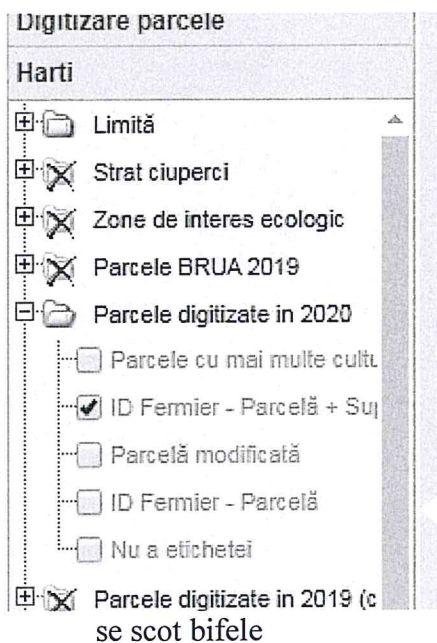 Digitizare parcele
Harti
Limită
Strat ciuperci
Zone de interes ecologic
Parcele BRUA 2019
Parcele digitizate in 2020
Parcele cu mai multe cultu
ID Fermier - Parcelă + Sup
Parcelă modificată
ID Fermier - Parcelă
Nu a etichetei
Parcele digitizate in 2019 (c
se scot bifele